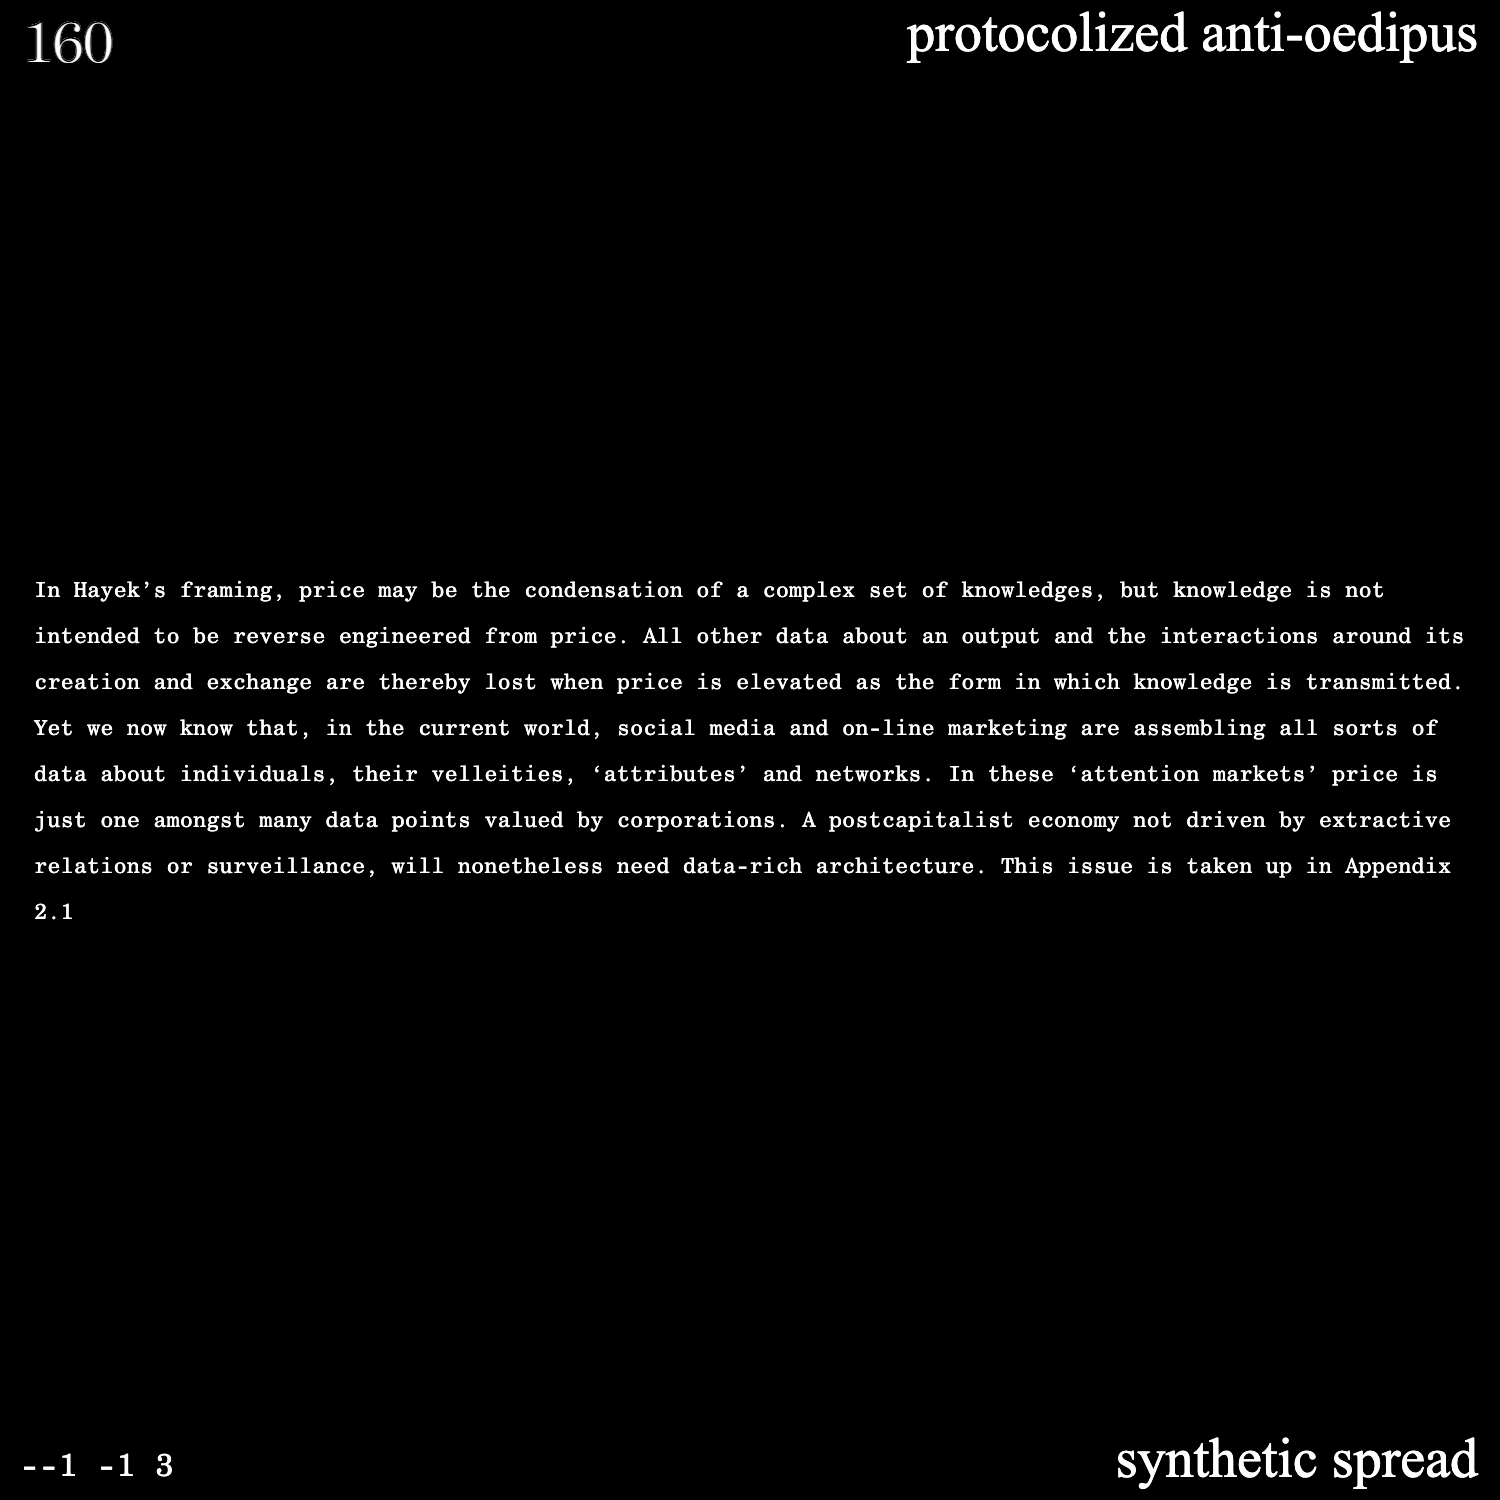 160
protocolized anti-oedipus
In Hayek’s framing, price may be the condensation of a complex set of knowledges, but knowledge is not
intended to be reverse engineered from price. All other data about an output and the interactions around its
creation and exchange are thereby lost when price is elevated as the form in which knowledge is transmitted.
Yet we now know that, in the current world, social media and on-line marketing are assembling all sorts of
data about individuals, their velleities, ‘attributes’ and networks. In these ‘attention markets’ price is
just one amongst many data points valued by corporations. A postcapitalist economy not driven by extractive
relations or surveillance, will nonetheless need data-rich architecture. This issue is taken up in Appendix
2.1
--1 -1 3
synthetic spread